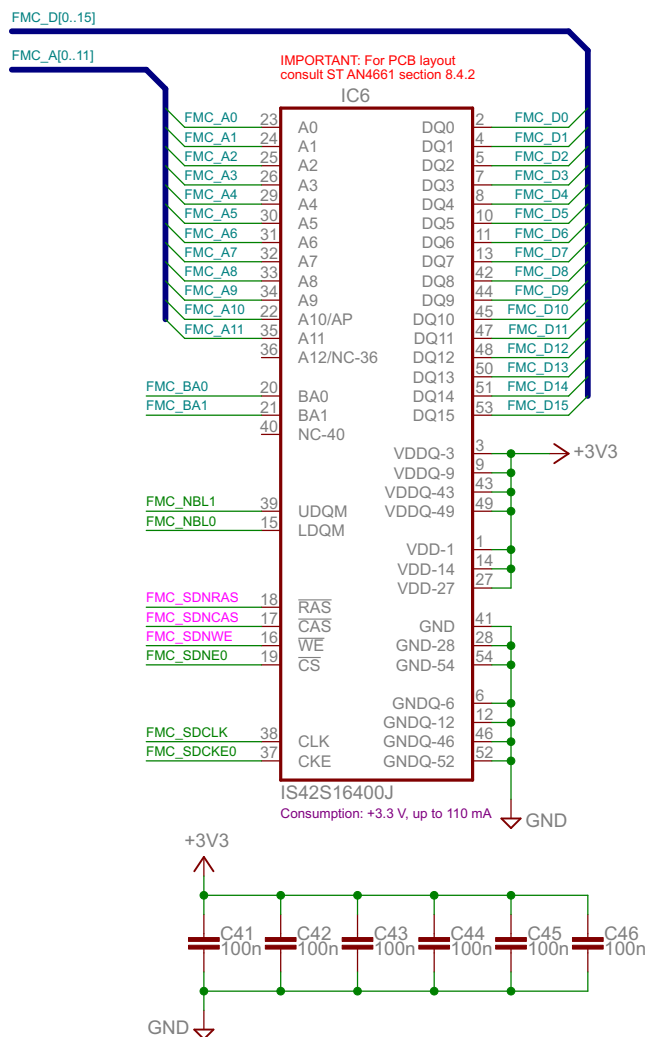 FMC_D[0..15]
FMC_A[0..11]
IMPORTANT: For PCB layout
consult ST AN4661 section 8.4.2
IC6
FMC_A0 23 A0 DQ0 2 FMC_D0
FMC_A1 24 A1 DQ1 4 FMC_D1
FMC_A2 25 A2 DQ2 5 FMC_D2
FMC_A3 26 A3 DQ3 7 FMC_D3
FMC_A4 29 A4 DQ4 8 FMC_D4
FMC_A5 30 A5 DQ5 10 FMC_D5
FMC_A6 31 A6 DQ6 11 FMC_D6
FMC_A7 32 A7 DQ7 13 FMC_D7
FMC_A8 33 A8 DQ8 42 FMC_D8
FMC_A9 34 A9 DQ9 44 FMC_D9
FMC_A10 22 A10/AP DQ10 45 FMC_D10
FMC_A11 35 A11 DQ11 47 FMC_D11
36 A12/NC-36 DQ12 48 FMC_D12
DQ13 50 FMC_D13
FMC_BA0 20 BA0 DQ14 51 FMC_D14
FMC_BA1 21 BA1 DQ15 53 FMC_D15
40 NC-40
VDDQ-3 3 +3V3
VDDQ-9 9
VDDQ-43 43
FMC_NBL1 39 UDQM VDDQ-49 49
FMC_NBL0 15 LDQM
VDD-1 1
VDD-14 14
VDD-27 27
FMC_SDNRAS 18 RAS
FMC_SDNCAS 17 CAS GND 41
FMC_SDNWE 16 WE GND-28 28
FMC_SDNE0 19 CS GND-54 54
GNDQ-6 6
GNDQ-12 12
FMC_SDCLK 38 CLK GNDQ-46 46
FMC_SDCKE0 37 CKE GNDQ-52 52
IS42S16400J
Consumption: +3.3 V, up to 110 mA
GND
+3V3
C41 C42 C43 C44 C45 C46
100n 100n 100n 100n 100n 100n
GND